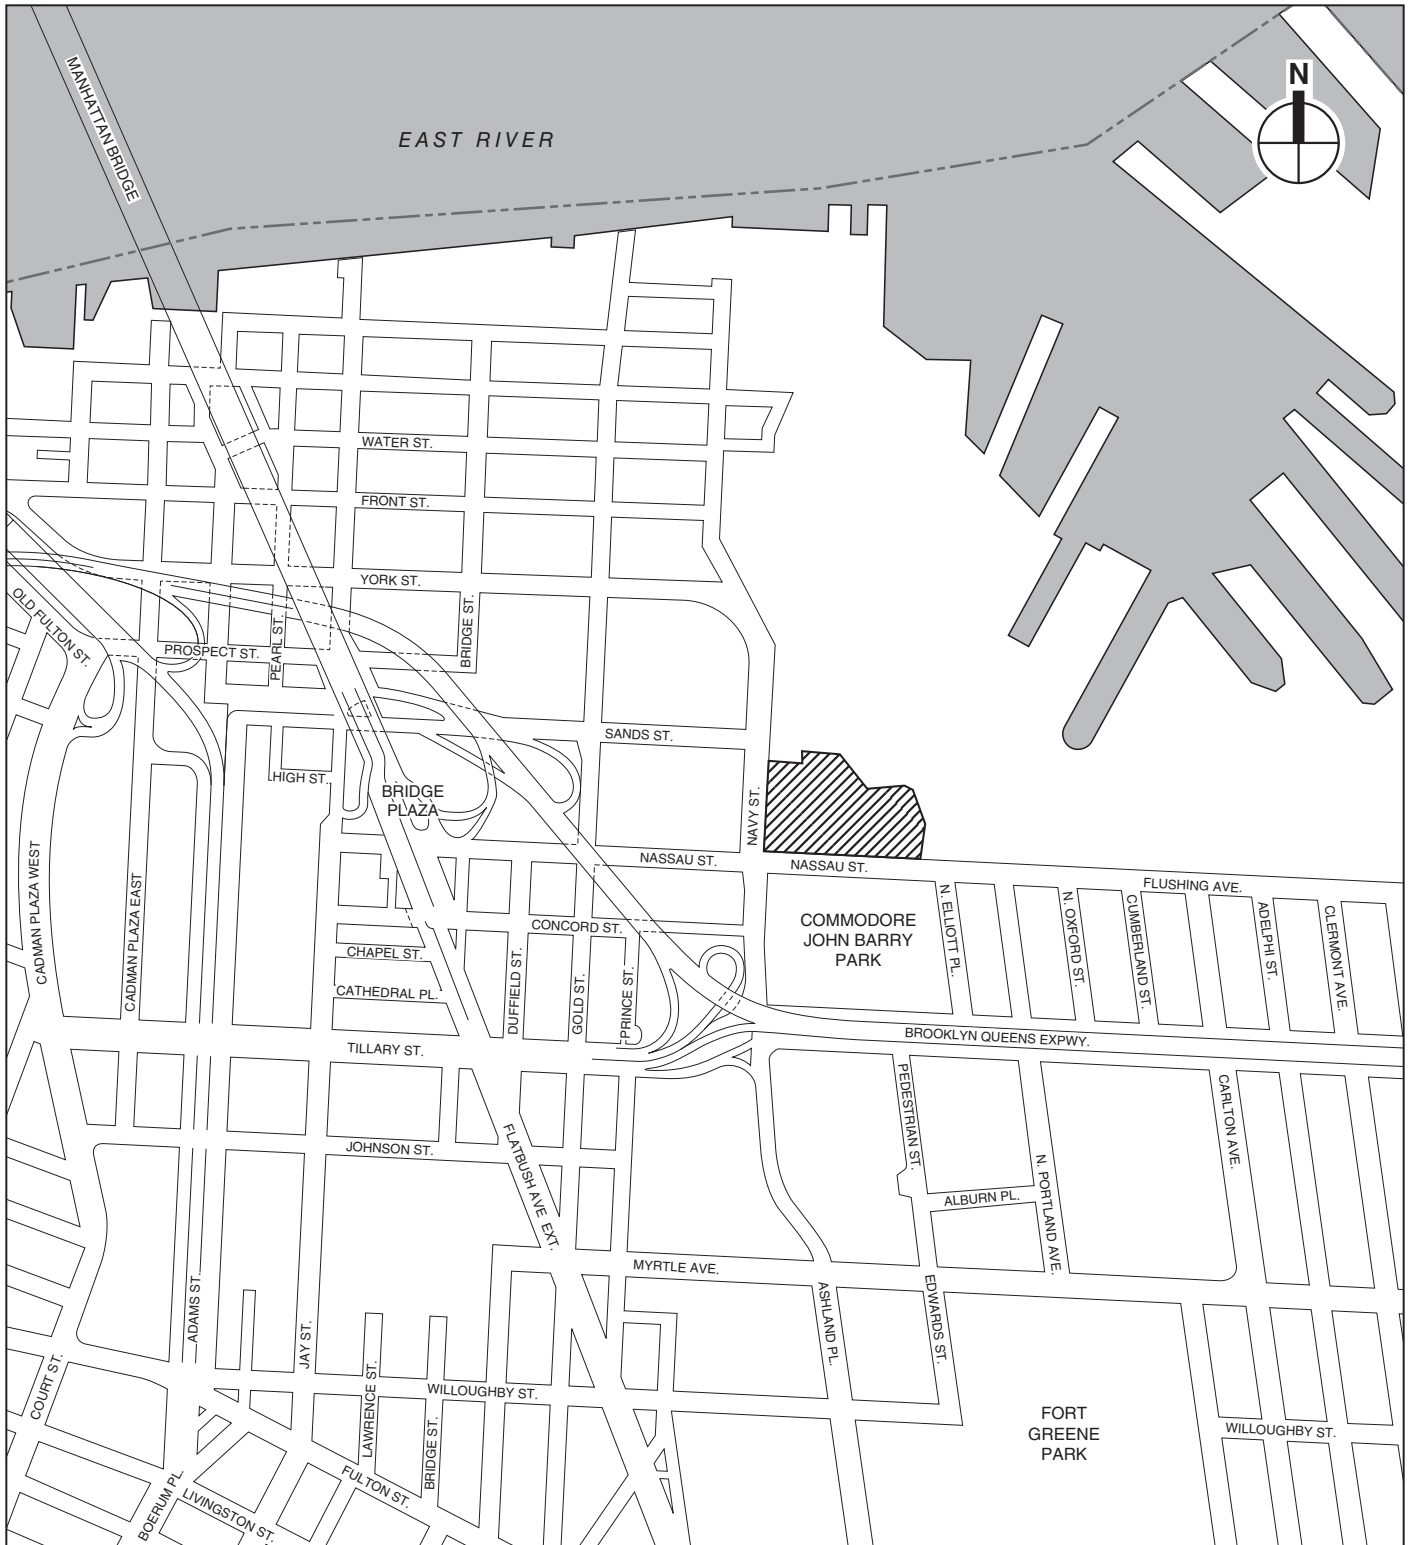 N
MANHATTAN BRIDGE
EAST RIVER
WATER ST.
FRONT ST.
YORK ST.
OLD FULTON ST.
PROSPECT ST.
PEARL ST.
BRIDGE ST.
SANDS ST.
HIGH ST.
BRIDGE
PLAZA
NAVY ST.
NASSAU ST.
NASSAU ST.
FLUSHING AVE.
CADMAN PLAZA WEST
CADMAN PLAZA EAST
CONCORD ST.
CHAPEL ST.
CATHEDRAL PL.
DUFFIELD ST.
GOLD ST.
PRINCE ST.
COMMODORE
JOHN BARRY
PARK
N. ELLIOTT PL.
N. OXFORD ST.
CUMBERLAND ST.
ADELPHI ST.
CLERMONT AVE.
TILLARY ST.
BROOKLYN QUEENS EXPWY.
PEDESTRIAN ST.
CARLTON AVE.
JOHNSON ST.
FLATBUSH AVE EXT.
N. PORTLAND AVE.
ALBURN PL.
MYRTLE AVE.
ADAMS ST.
JAY ST.
ASHLAND PL.
EDWARDS ST.
COURT ST.
LAWRENCE ST.
WILLOUGHBY ST.
BRIDGE ST.
FORT
GREENE
PARK
WILLOUGHBY ST.
BOERUM PL.
LIVINGSTON ST.
FULTON ST.